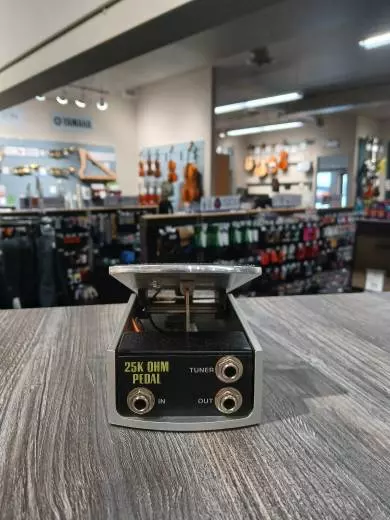 YAMAHA
25K OHM
PEDAL
TUNER
IN
OUT